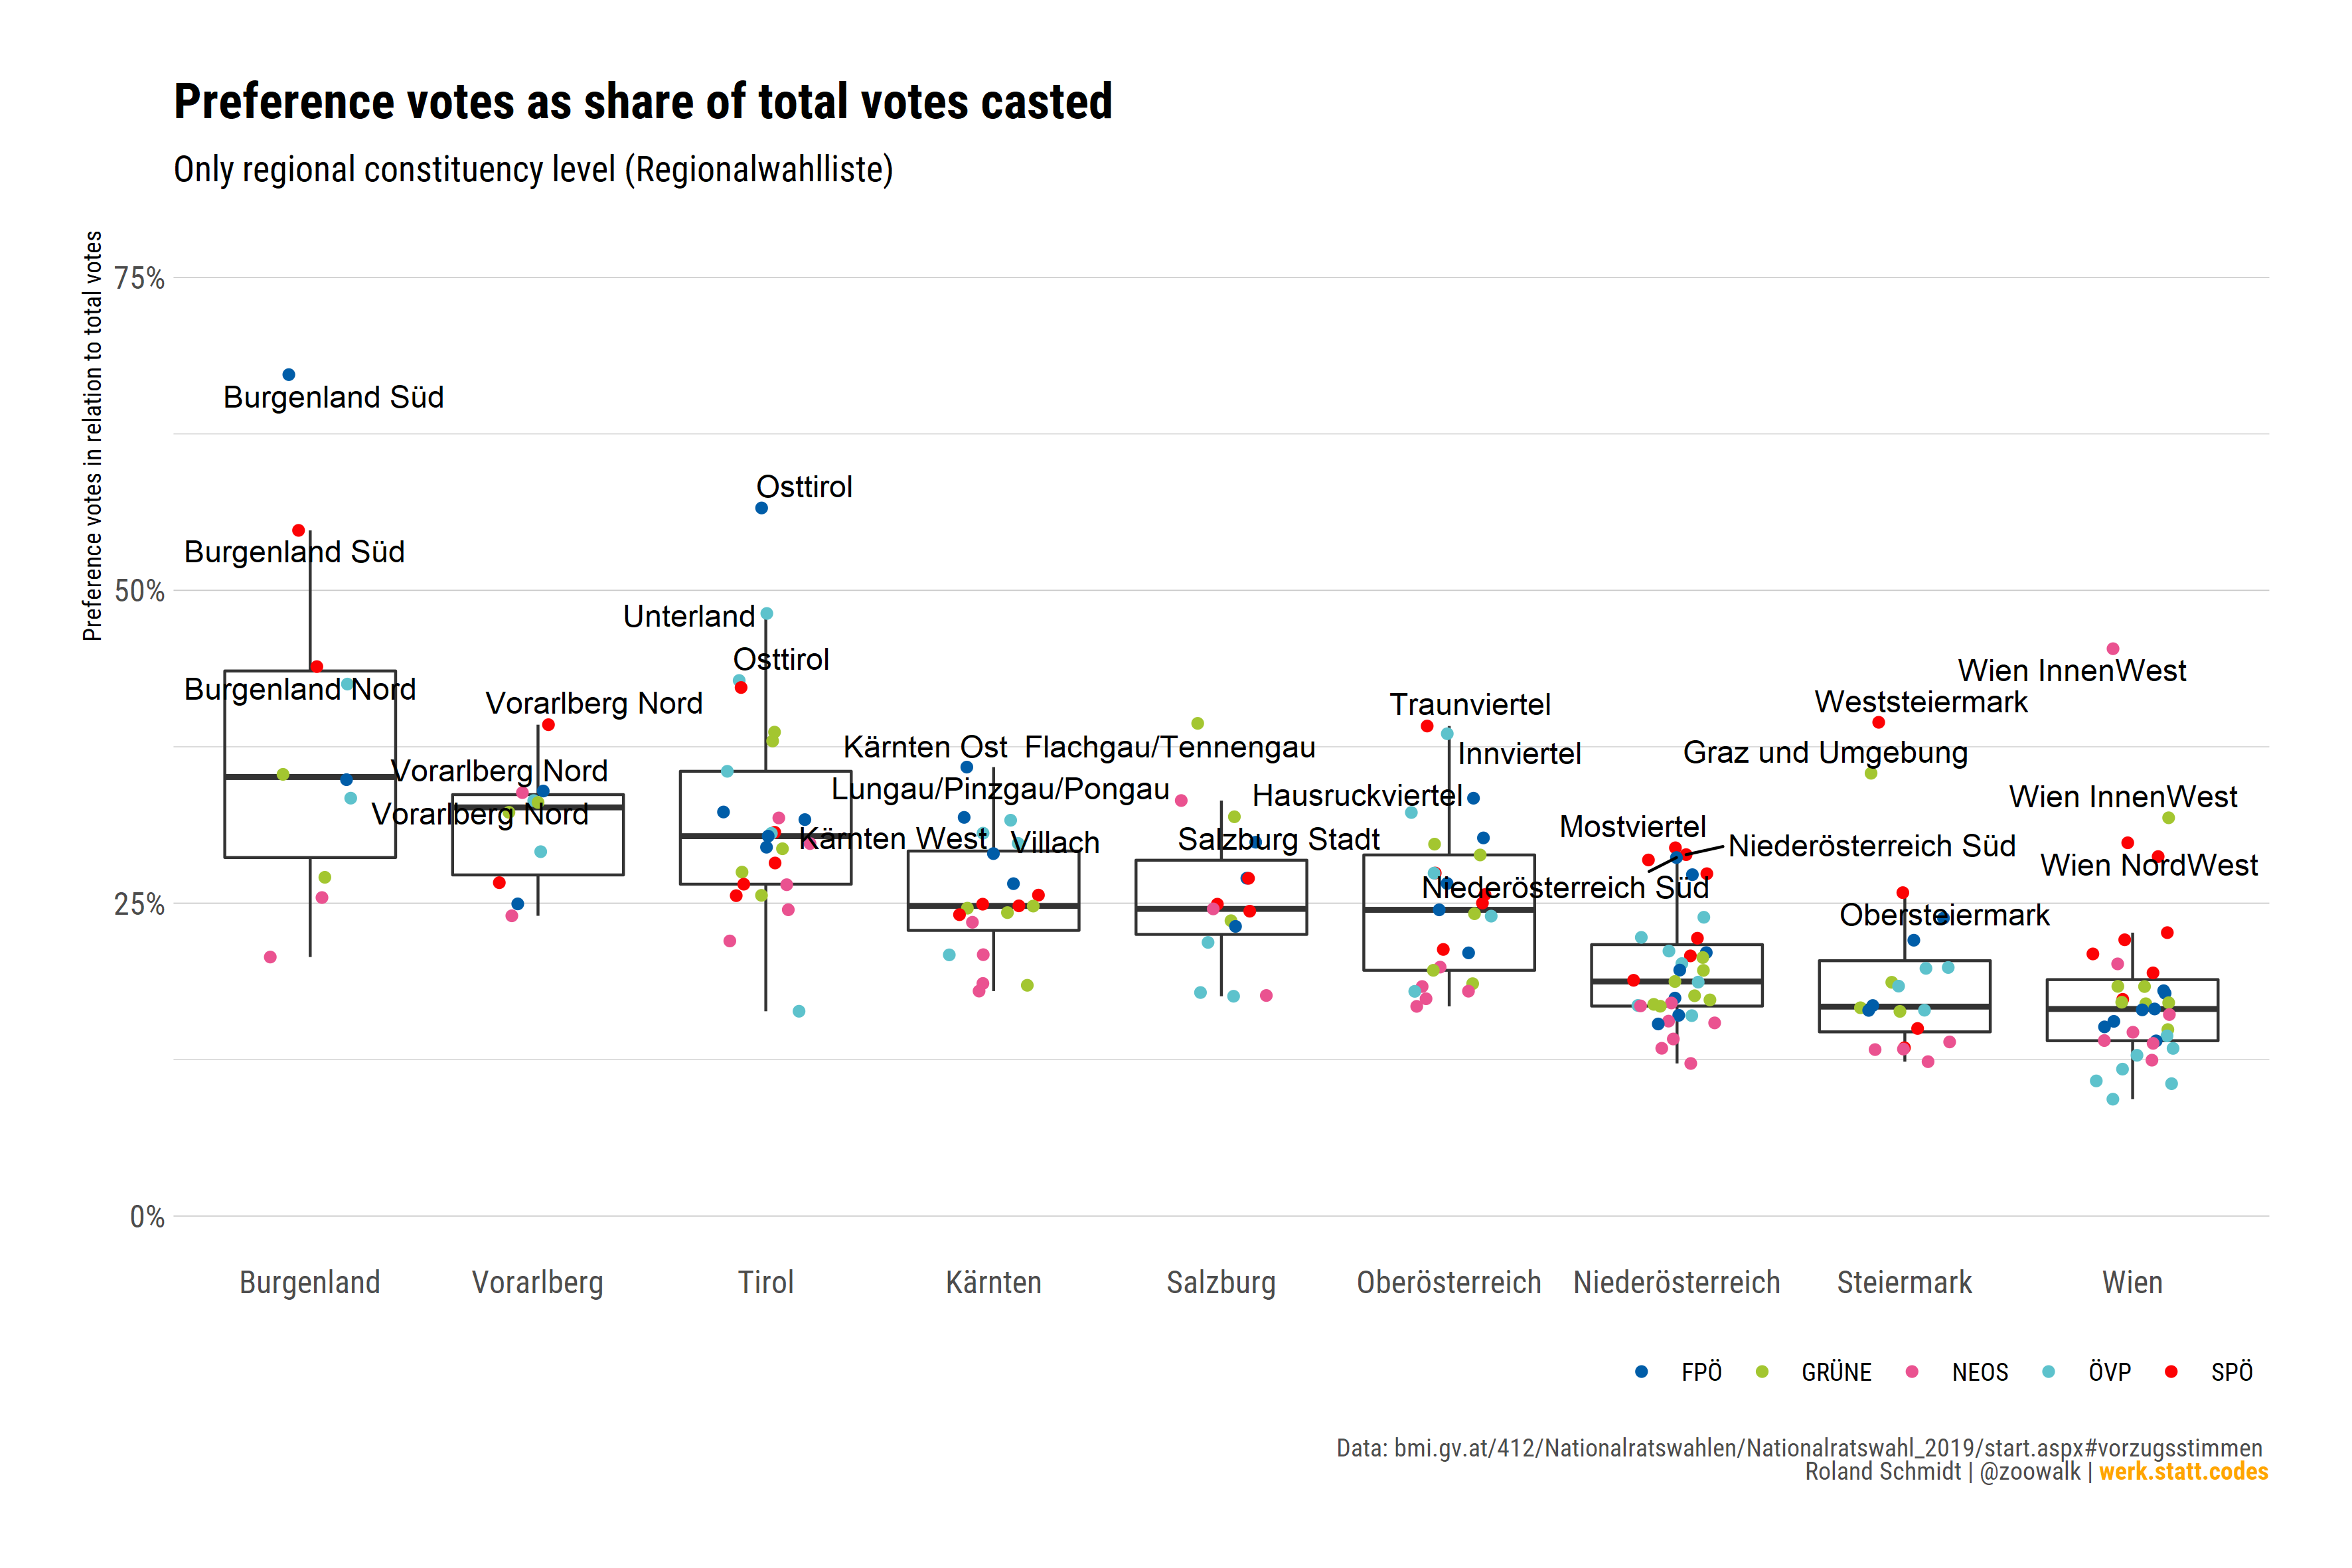 Preference votes as share of total votes casted
Only regional constituency level (Regionalwahlliste)
Preference votes in relation to total votes
75%
50%
25%
0%
Burgenland Süd
Osttirol
Burgenland Süd
Unterland
Osttirol
Burgenland Nord
Vorarlberg Nord
Vorarlberg Nord
Vorarlberg Nord
Kärnten Ost
Flachgau/Tennengau
Lungau/Pinzgau/Pongau
Kärnten West
Villach
Salzburg Stadt
Traunviertel
Innviertel
Hausruckviertel
Mostviertel
Niederösterreich Süd
Niederösterreich Süd
Wien InnenWest
Weststeiermark
Graz und Umgebung
Wien InnenWest
Wien NordWest
Obersteiermark
Burgenland
Vorarlberg
Tirol
Kärnten
Salzburg
Oberösterreich
Niederösterreich
Steiermark
Wien
FPÖ
GRÜNE
NEOS
ÖVP
SPÖ
Data: bmi.gv.at/412/Nationalratswahlen/Nationalratswahl_2019/start.aspx#vorzugsstimmen
Roland Schmidt | @zoowalk | werk.statt.codes